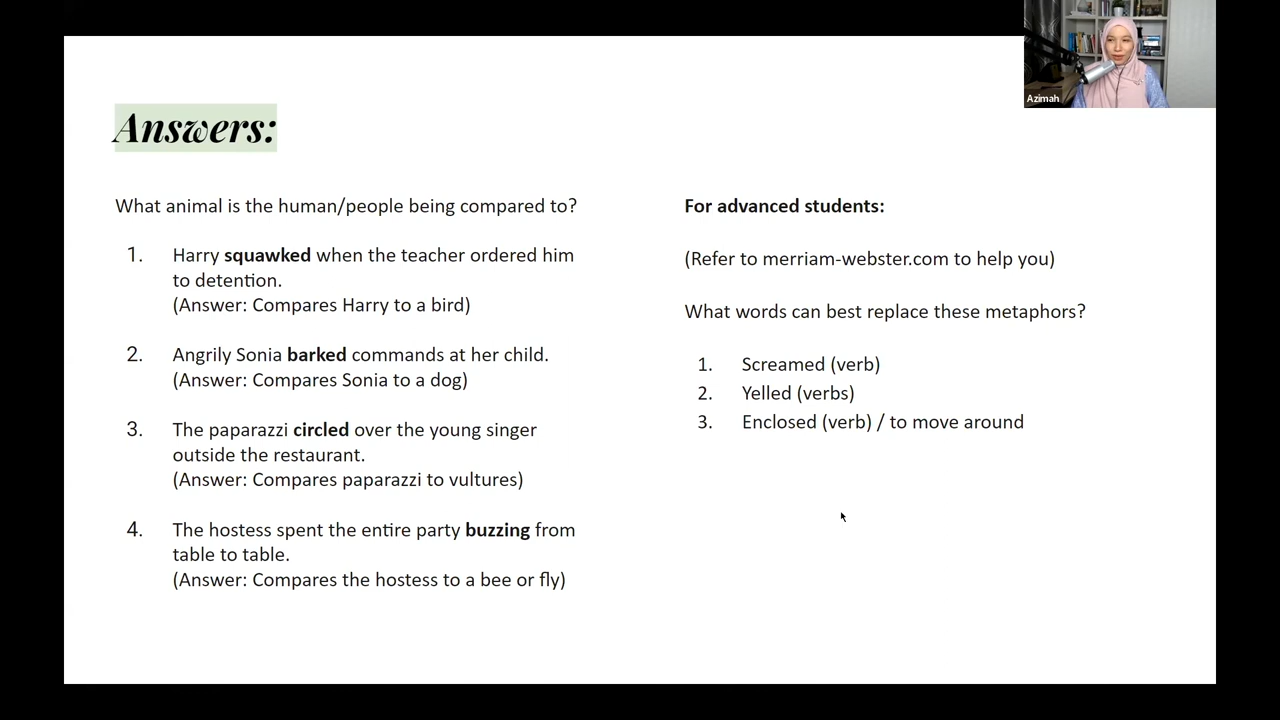 Azimah
Answers:
What animal is the human/people being compared to?
1. Harry squawked when the teacher ordered him
to detention.
(Answer: Compares Harry to a bird)
2. Angrily Sonia barked commands at her child.
(Answer: Compares Sonia to a dog)
3. The paparazzi circled over the young singer
outside the restaurant.
(Answer: Compares paparazzi to vultures)
4. The hostess spent the entire party buzzing from
table to table.
(Answer: Compares the hostess to a bee or fly)
For advanced students:
(Refer to merriam-webster.com to help you)
What words can best replace these metaphors?
1. Screamed (verb)
2. Yelled (verbs)
3. Enclosed (verb) / to move around